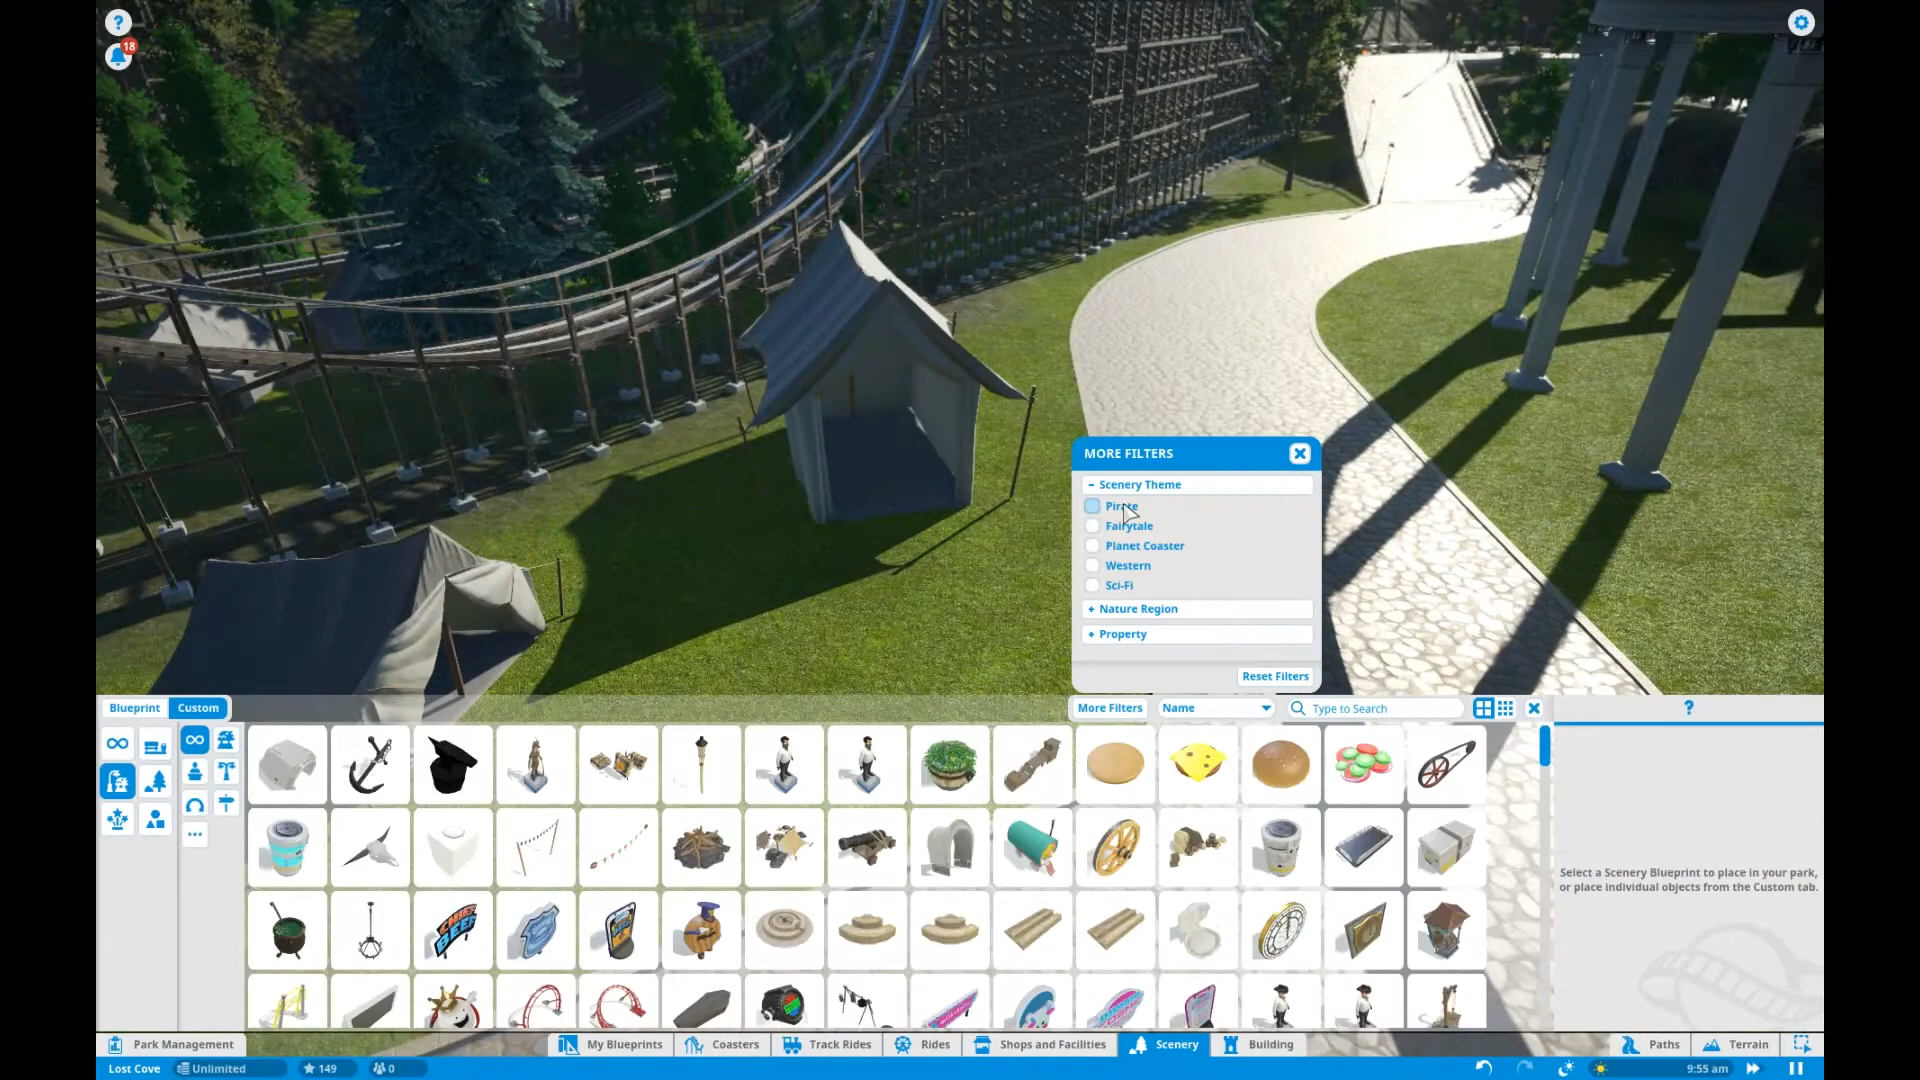 ?
18
MORE FILTERS
- Scenery Theme
Pirate
Fairytale
Planet Coaster
Western
Sci-Fi
+ Nature Region
+ Property
Reset Filters
Blueprint
Custom
More Filters
Name
Type to Search
?
Select a Scenery Blueprint to place in your park,
or place individual objects from the Custom tab.
CHIEF
BEEF
Park Management
My Blueprints
Coasters
Track Rides
Rides
Shops and Facilities
Scenery
Building
Paths
Terrain
Lost Cove
Unlimited
149
0
9:55 am